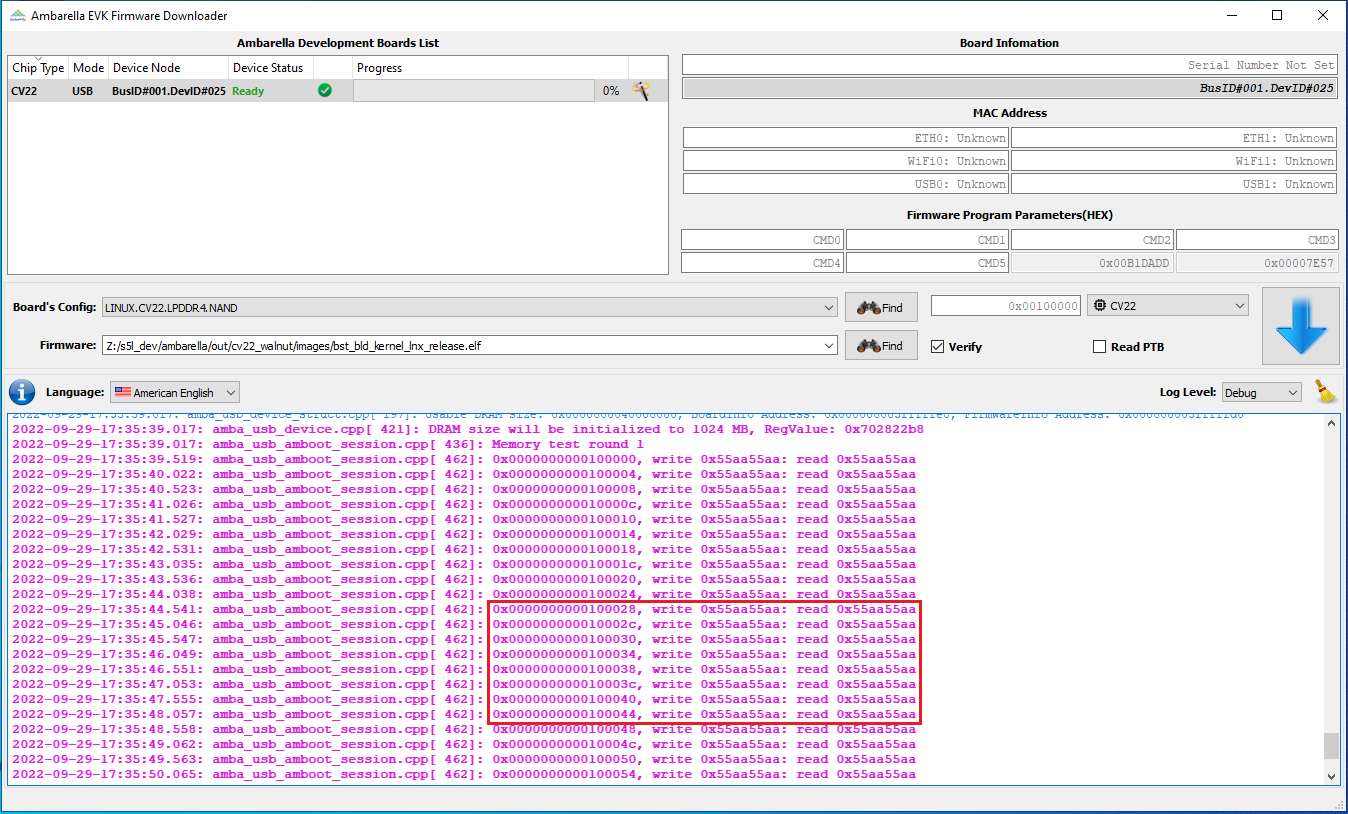 Ambarella EVK Firmware Downloader
Ambarella Development Boards List
Chip Type Mode Device Node Device Status Progress
CV22 USB BusID#001.DevID#025 Ready 0%
Board Infomation
Serial Number Not Set
BusID#001.DevID#025
MAC Address
ETH0: Unknown ETH1: Unknown
WiFi0: Unknown WiFi1: Unknown
USB0: Unknown USB1: Unknown
Firmware Program Parameters(HEX)
CMD0 CMD1 CMD2 CMD3
CMD4 CMD5 0x00B1DADD 0x00007E57
Board's Config: LINUX.CV22.LPDDR4.NAND Find 0x00100000 CV22
Firmware: Z:/s5l_dev/ambarella/out/cv22_walnut/images/bst_bld_kernel_lnx_release.elf Find Verify Read PTB
Language: American English Log Level: Debug
2022-09-29-17:35:39.017: amba_usb_device_struct.cpp[ 197]: Usable DRAM size: 0x0000000040000000, BoardInfo Address:
2022-09-29-17:35:39.017: amba_usb_device.cpp[ 421]: DRAM size will be initialized to 1024 MB, RegValue: 0x702822b8
2022-09-29-17:35:39.017: amba_usb_amboot_session.cpp[ 436]: Memory test round 1
2022-09-29-17:35:39.519: amba_usb_amboot_session.cpp[ 462]: 0x0000000000100000, write 0x55aa55aa: read 0x55aa55aa
2022-09-29-17:35:40.022: amba_usb_amboot_session.cpp[ 462]: 0x0000000000100004, write 0x55aa55aa: read 0x55aa55aa
2022-09-29-17:35:40.523: amba_usb_amboot_session.cpp[ 462]: 0x0000000000100008, write 0x55aa55aa: read 0x55aa55aa
2022-09-29-17:35:41.026: amba_usb_amboot_session.cpp[ 462]: 0x000000000010000c, write 0x55aa55aa: read 0x55aa55aa
2022-09-29-17:35:41.527: amba_usb_amboot_session.cpp[ 462]: 0x0000000000100010, write 0x55aa55aa: read 0x55aa55aa
2022-09-29-17:35:42.029: amba_usb_amboot_session.cpp[ 462]: 0x0000000000100014, write 0x55aa55aa: read 0x55aa55aa
2022-09-29-17:35:42.531: amba_usb_amboot_session.cpp[ 462]: 0x0000000000100018, write 0x55aa55aa: read 0x55aa55aa
2022-09-29-17:35:43.035: amba_usb_amboot_session.cpp[ 462]: 0x000000000010001c, write 0x55aa55aa: read 0x55aa55aa
2022-09-29-17:35:43.536: amba_usb_amboot_session.cpp[ 462]: 0x0000000000100020, write 0x55aa55aa: read 0x55aa55aa
2022-09-29-17:35:44.038: amba_usb_amboot_session.cpp[ 462]: 0x0000000000100024, write 0x55aa55aa: read 0x55aa55aa
2022-09-29-17:35:44.541: amba_usb_amboot_session.cpp[ 462]: 0x0000000000100028, write 0x55aa55aa: read 0x55aa55aa
2022-09-29-17:35:45.046: amba_usb_amboot_session.cpp[ 462]: 0x000000000010002c, write 0x55aa55aa: read 0x55aa55aa
2022-09-29-17:35:45.547: amba_usb_amboot_session.cpp[ 462]: 0x0000000000100030, write 0x55aa55aa: read 0x55aa55aa
2022-09-29-17:35:46.049: amba_usb_amboot_session.cpp[ 462]: 0x0000000000100034, write 0x55aa55aa: read 0x55aa55aa
2022-09-29-17:35:46.551: amba_usb_amboot_session.cpp[ 462]: 0x0000000000100038, write 0x55aa55aa: read 0x55aa55aa
2022-09-29-17:35:47.053: amba_usb_amboot_session.cpp[ 462]: 0x000000000010003c, write 0x55aa55aa: read 0x55aa55aa
2022-09-29-17:35:47.555: amba_usb_amboot_session.cpp[ 462]: 0x0000000000100040, write 0x55aa55aa: read 0x55aa55aa
2022-09-29-17:35:48.057: amba_usb_amboot_session.cpp[ 462]: 0x0000000000100044, write 0x55aa55aa: read 0x55aa55aa
2022-09-29-17:35:48.558: amba_usb_amboot_session.cpp[ 462]: 0x0000000000100048, write 0x55aa55aa: read 0x55aa55aa
2022-09-29-17:35:49.062: amba_usb_amboot_session.cpp[ 462]: 0x000000000010004c, write 0x55aa55aa: read 0x55aa55aa
2022-09-29-17:35:49.563: amba_usb_amboot_session.cpp[ 462]: 0x0000000000100050, write 0x55aa55aa: read 0x55aa55aa
2022-09-29-17:35:50.065: amba_usb_amboot_session.cpp[ 462]: 0x0000000000100054, write 0x55aa55aa: read 0x55aa55aa